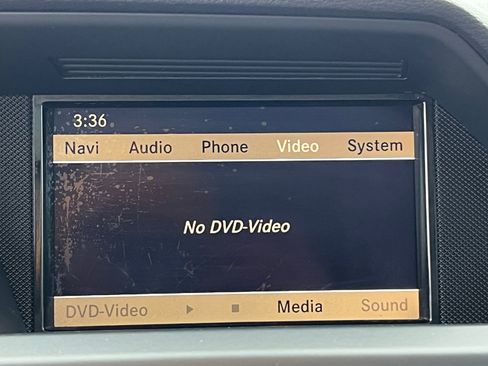 3:36
Navi Audio Phone Video System
No DVD-Video
DVD-Video Media Sound